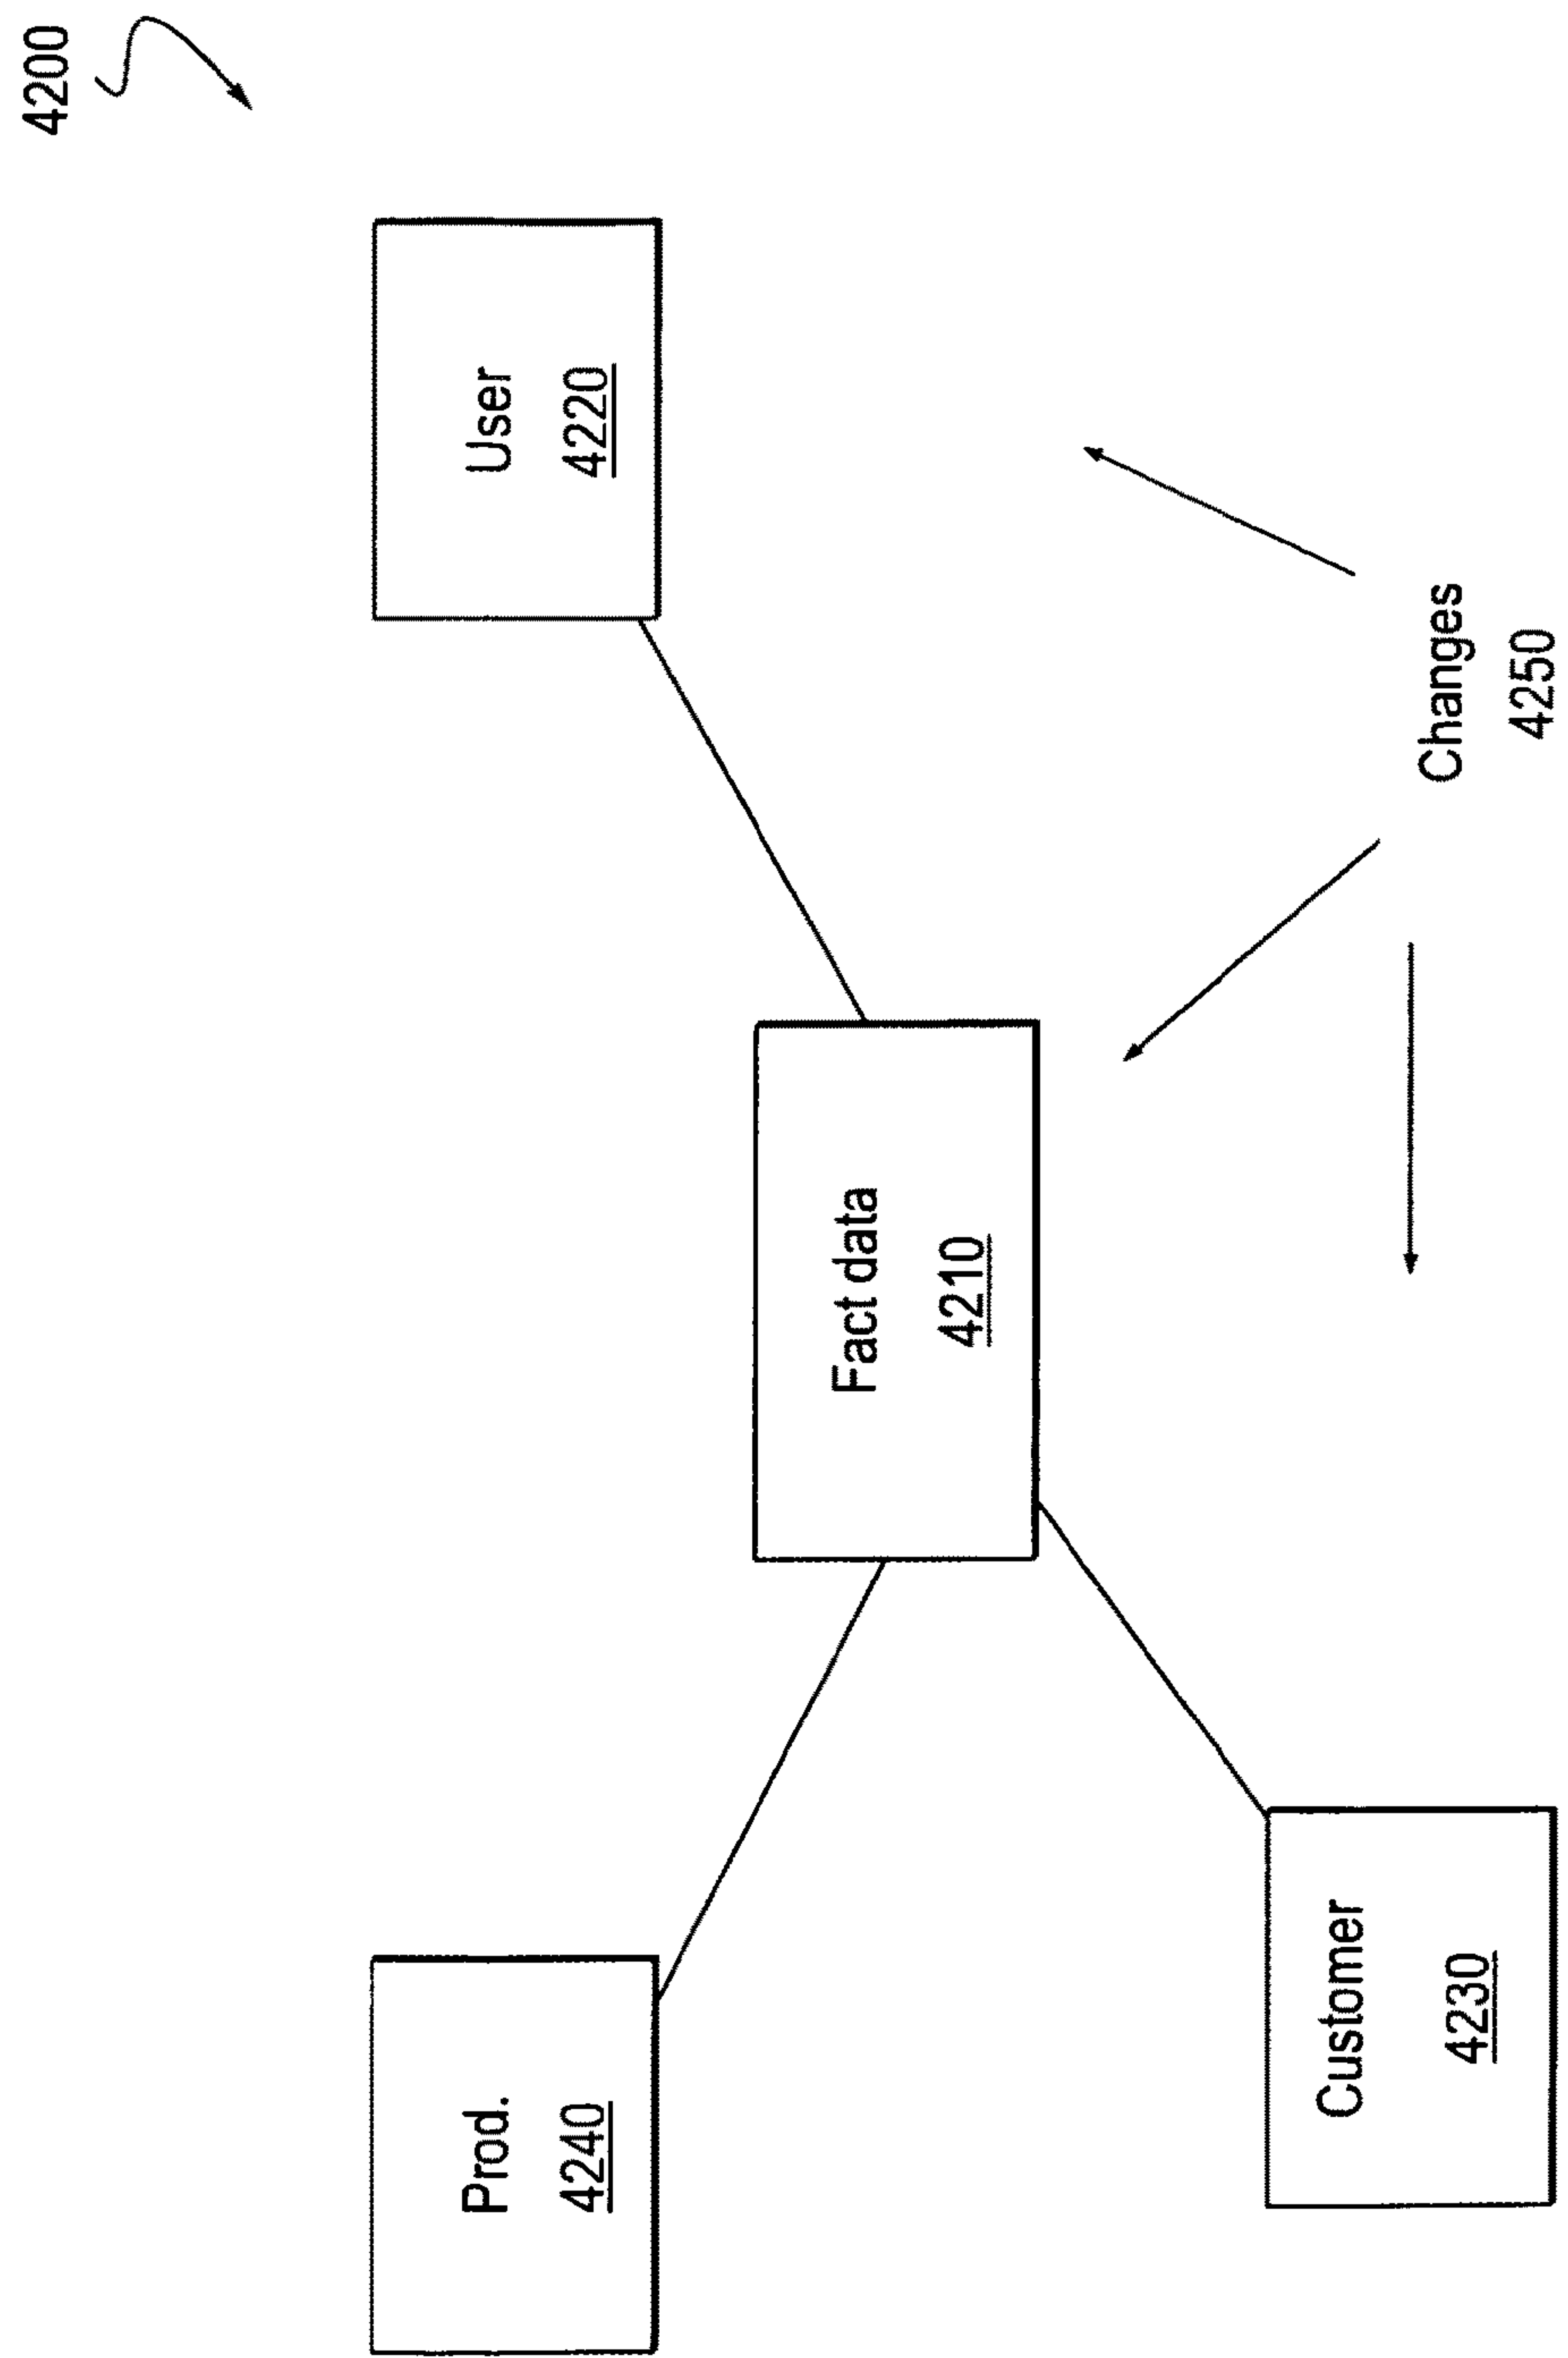 4200
Prod.
4240
User
4220
Fact data
4210
Customer
4230
Changes
4250